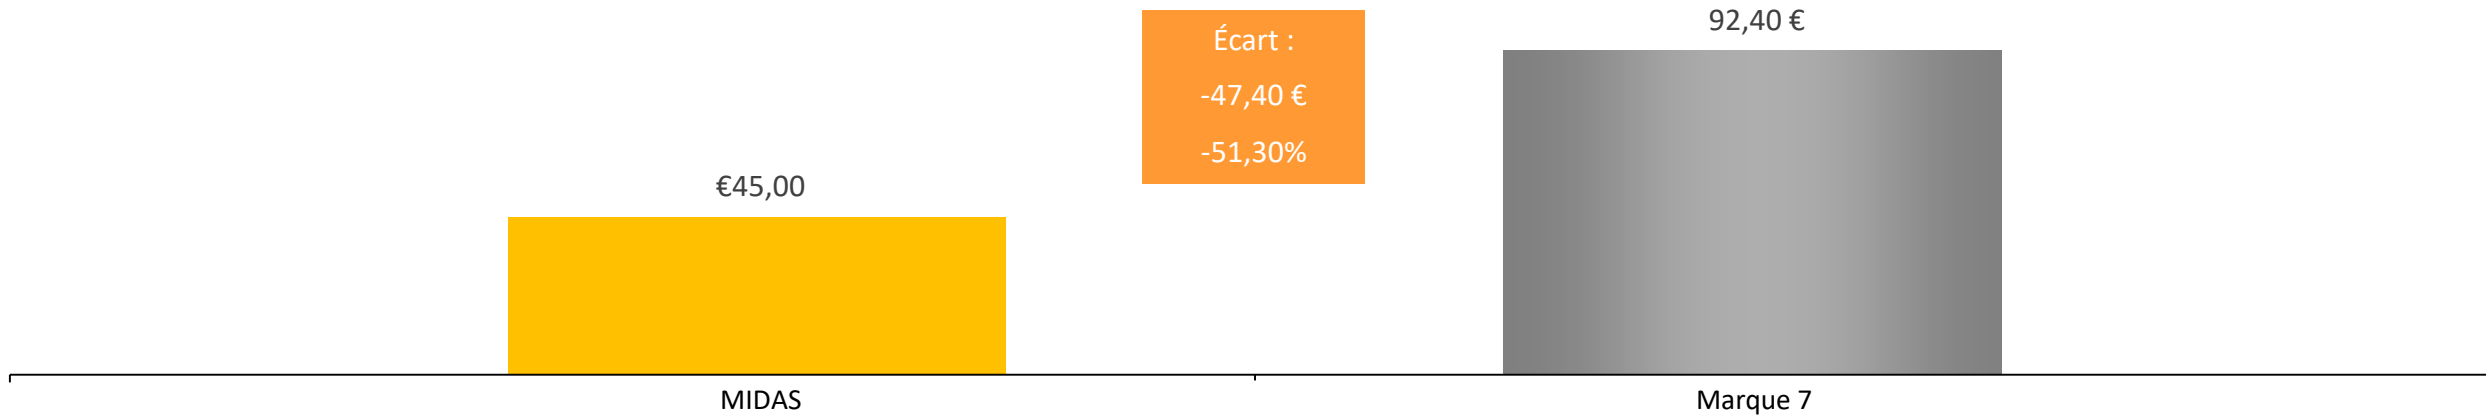 Écart :
-47,40 €
-51,30%
92,40 €
€45,00
MIDAS
Marque 7